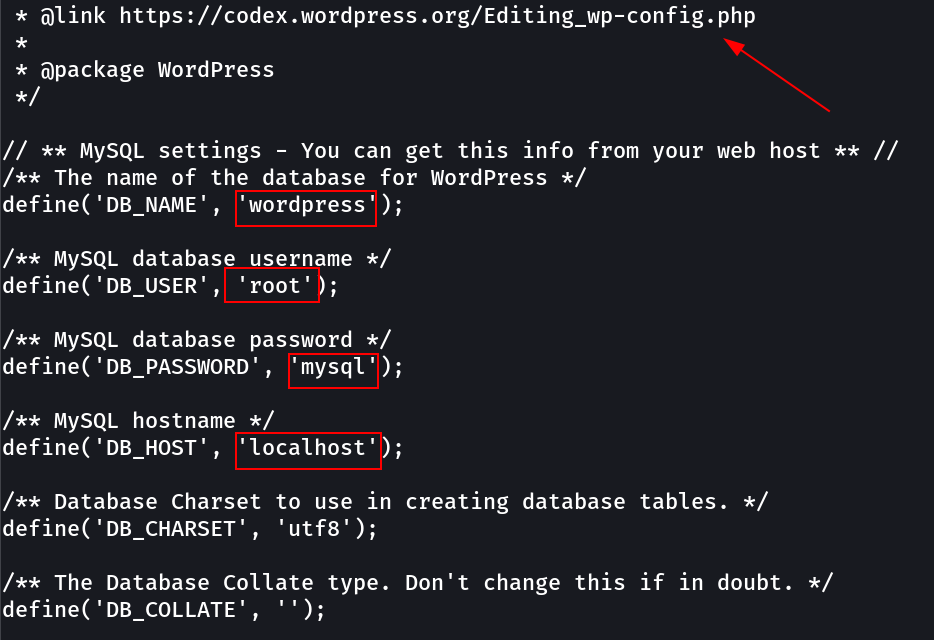 * @link https://codex.wordpress.org/Editing_wp-config.php
*
* @package WordPress
*/
// ** MySQL settings - You can get this info from your web host ** //
/** The name of the database for WordPress */
define('DB_NAME', 'wordpress');
/** MySQL database username */
define('DB_USER', 'root');
/** MySQL database password */
define('DB_PASSWORD', 'mysql');
/** MySQL hostname */
define('DB_HOST', 'localhost');
/** Database Charset to use in creating database tables. */
define('DB_CHARSET', 'utf8');
/** The Database Collate type. Don't change this if in doubt. */
define('DB_COLLATE', '');